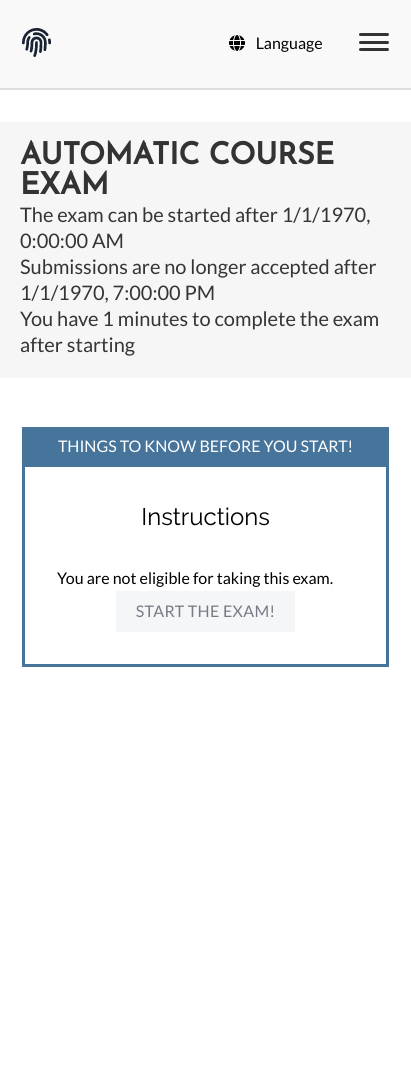 Language
AUTOMATIC COURSE
EXAM
The exam can be started after 1/1/1970,
0:00:00 AM
Submissions are no longer accepted after
1/1/1970, 7:00:00 PM
You have 1 minutes to complete the exam
after starting
THINGS TO KNOW BEFORE YOU START!
Instructions
You are not eligible for taking this exam.
START THE EXAM!